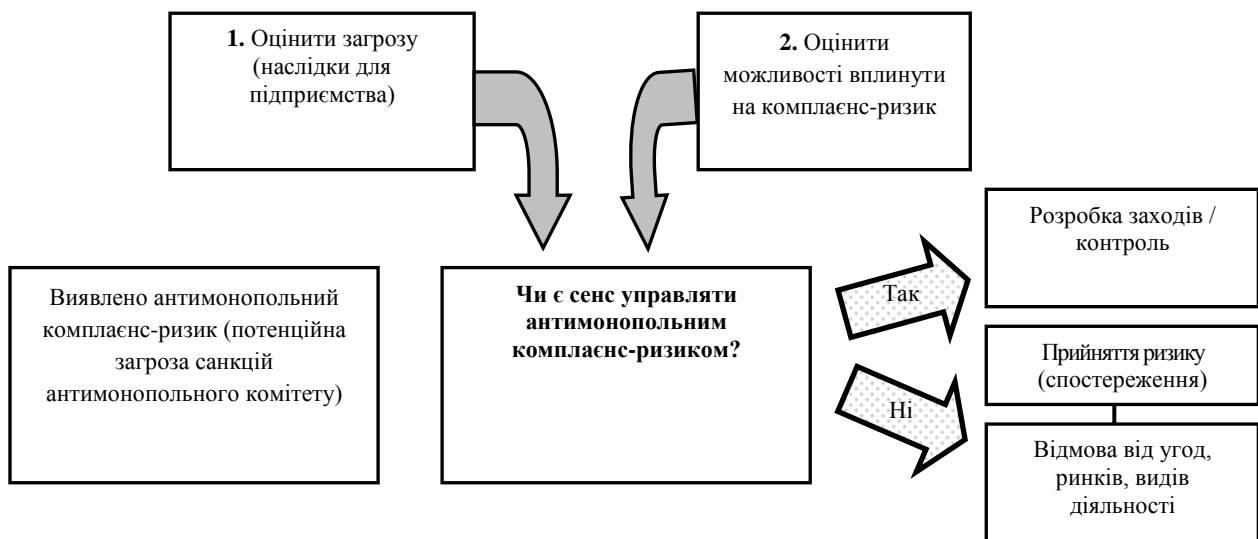 1. Оцінити загрозу
(наслідки для
підприємства)
2. Оцінити
можливості вплинути
на комплаєнс-ризик
Виявлено антимонопольний
комплаєнс-ризик (потенційна
загроза санкцій
антимонопольного комітету)
Чи є сенс управляти
антимонопольним
комплаєнс-ризиком?
Так
Ні
Розробка заходів /
контроль
Прийняття ризику
(спостереження)
Відмова від угод,
ринків, видів
діяльності